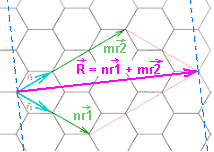 mr2
R = nr1 + mr2
nr1